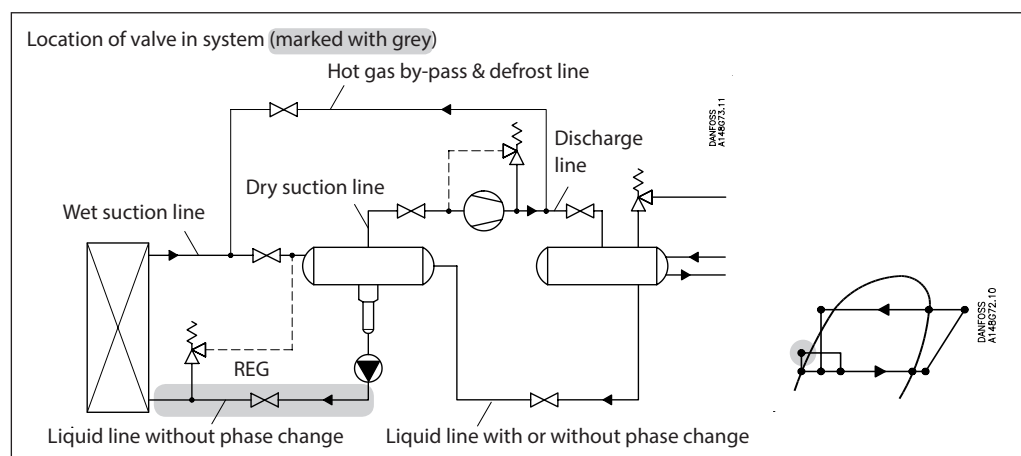 Location of valve in system (marked with grey)
Hot gas by-pass & defrost line
DANFOSS
A148G73.11
Discharge
line
Dry suction line
Wet suction line
DANFOSS
A148G72.10
REG
Liquid line without phase change
Liquid line with or without phase change